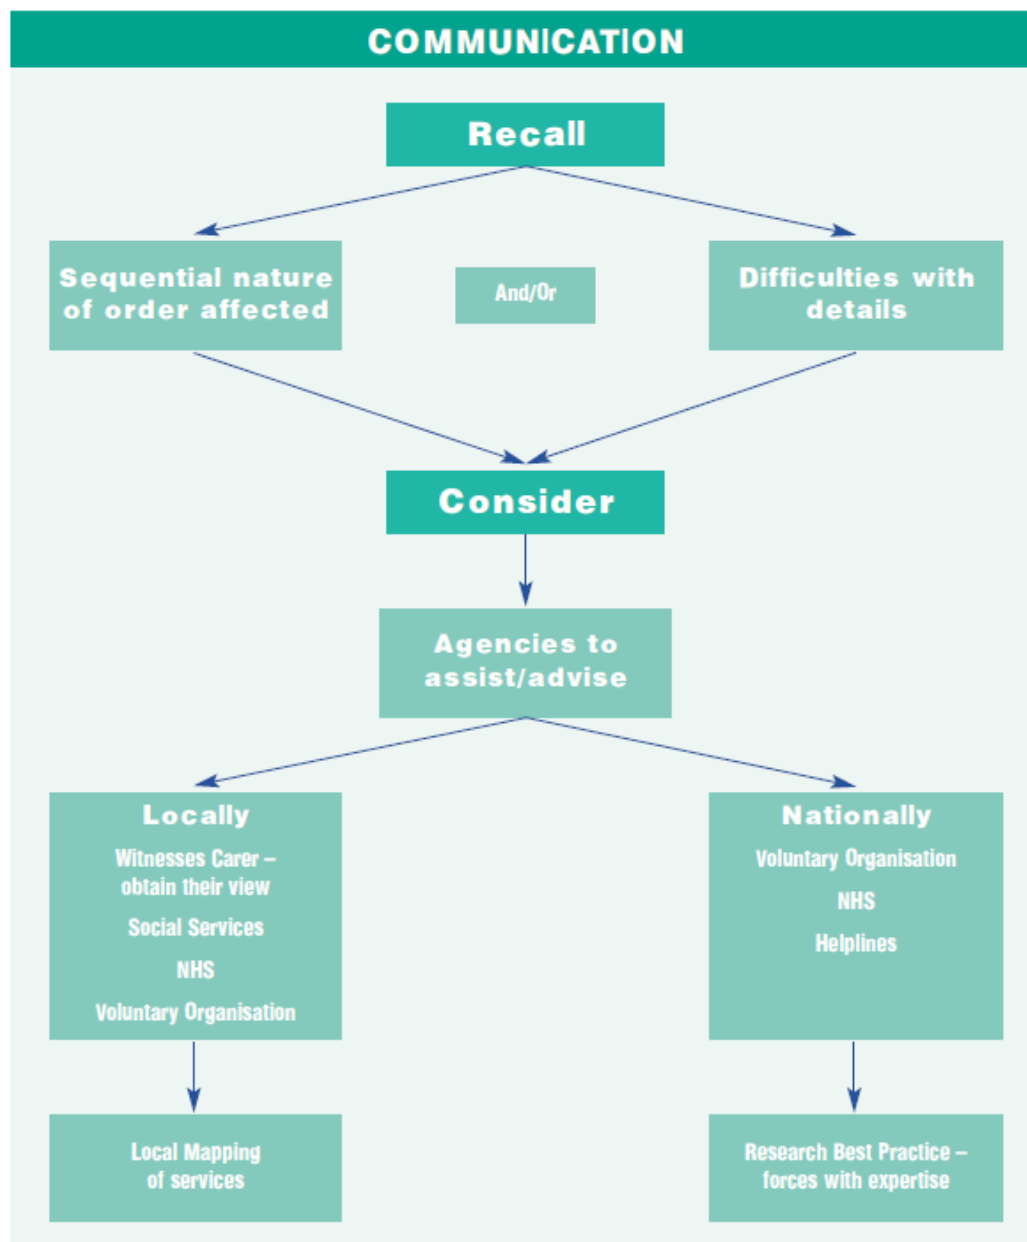 COMMUNICATION
Recall
Sequential nature
of order affected
And/Or
Difficulties with
details
Consider
Agencies to
assist/advise
Locally
Witnesses Carer –
obtain their view
Social Services
NHS
Voluntary Organisation
Nationally
Voluntary Organisation
NHS
Helplines
Local Mapping
of services
Research Best Practice –
forces with expertise